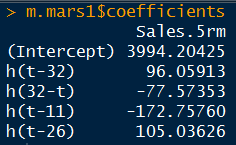 > m.mars1$coefficients
Sales.5rm
(Intercept) 3994.20425
h(t-32) 96.05913
h(32-t) -77.57353
h(t-11) -172.75760
h(t-26) 105.03626